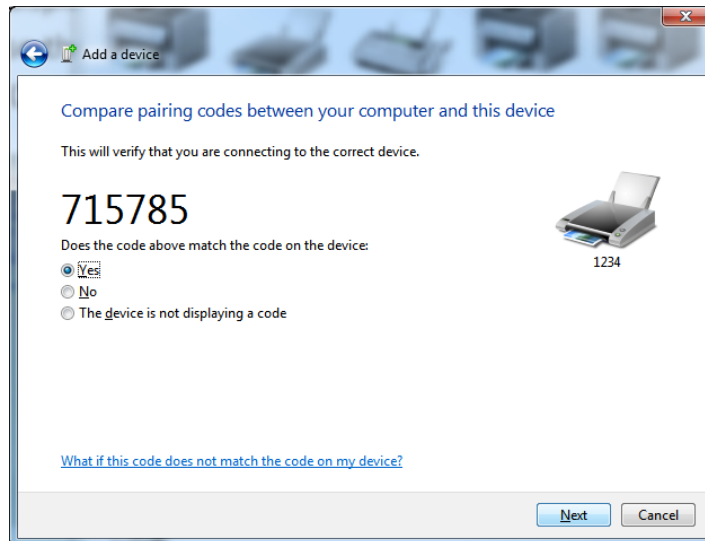 Add a device
Compare pairing codes between your computer and this device
This will verify that you are connecting to the correct device.
715785
Does the code above match the code on the device:
Yes
No
The device is not displaying a code
1234
What if this code does not match the code on my device?
Next
Cancel